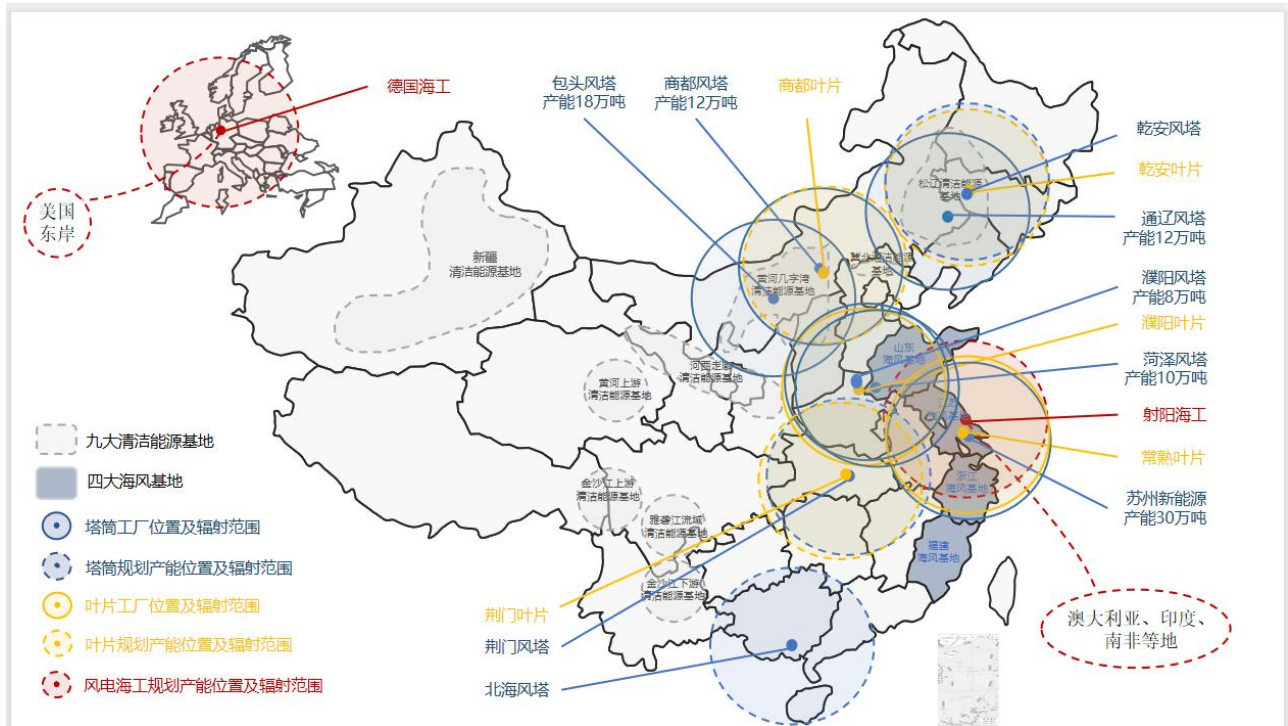 德国海工
包头风塔
产能18万吨
商都风塔
产能12万吨
商都叶片
乾安风塔
乾安叶片
通辽风塔
产能12万吨
濮阳风塔
产能8万吨
濮阳叶片
菏泽风塔
产能10万吨
射阳海工
常熟叶片
苏州新能源
产能30万吨
美国
东岸
松辽清洁能源
基地
新疆
清洁能源基地
冀北清洁能源
基地
黄河几字湾
清洁能源基地
山东
海风基地
河西走廊
清洁能源基地
黄河上游
清洁能源基地
海风基地
浙江
海风基地
金沙江上游
清洁能源基地
雅砻江流域
清洁能源基地
福建
海风基地
金沙江下游
清洁能源基地
九大清洁能源基地
四大海风基地
塔筒工厂位置及辐射范围
塔筒规划产能位置及辐射范围
叶片工厂位置及辐射范围
叶片规划产能位置及辐射范围
风电海工规划产能位置及辐射范围
荆门叶片
荆门风塔
北海风塔
澳大利亚、印度、
南非等地